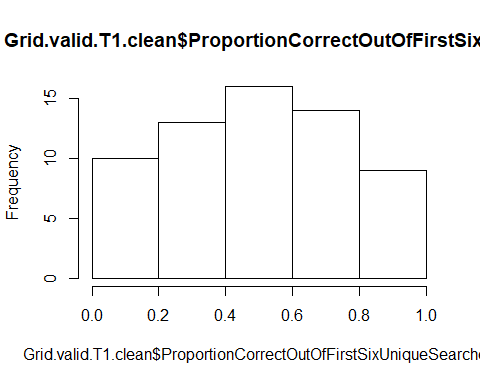 Grid.valid.T1.clean$ProportionCorrectOutOfFirstSix
Frequency
15
10
5
0
0.0 0.2 0.4 0.6 0.8 1.0
Grid.valid.T1.clean$ProportionCorrectOutOfFirstSixUniqueSearche